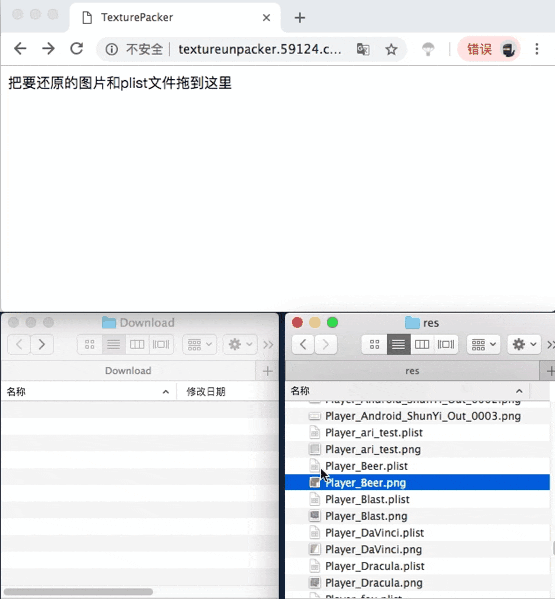 TexturePacker
不安全
textureunpacker.59124.c...
错误
把要还原的图片和plist文件拖到这里
Download
Download
名称
修改日期
res
res
名称
Player_Android_ShunYi_Out_0002.png
Player_Android_ShunYi_Out_0003.png
Player_ari_test.plist
Player_ari_test.png
Player_Beer.plist
Player_Beer.png
Player_Blast.plist
Player_Blast.png
Player_DaVinci.plist
Player_DaVinci.png
Player_Dracula.plist
Player_Dracula.png